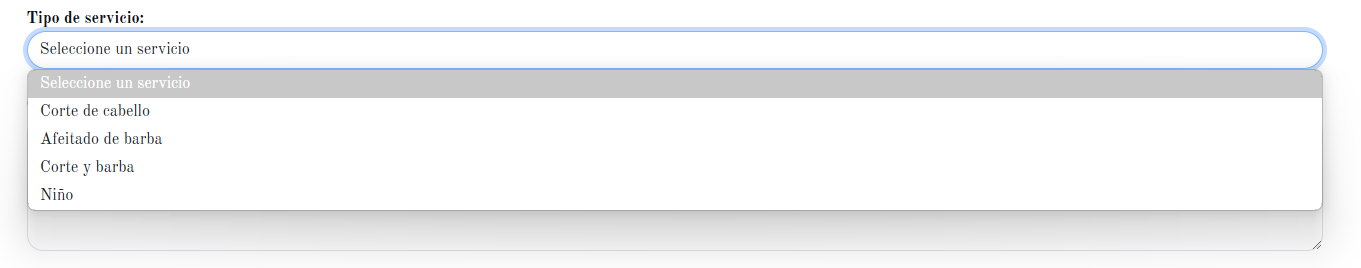 Tipo de servicio:
Seleccione un servicio
Seleccione un servicio
Corte de cabello
Afeitado de barba
Corte y barba
Niño